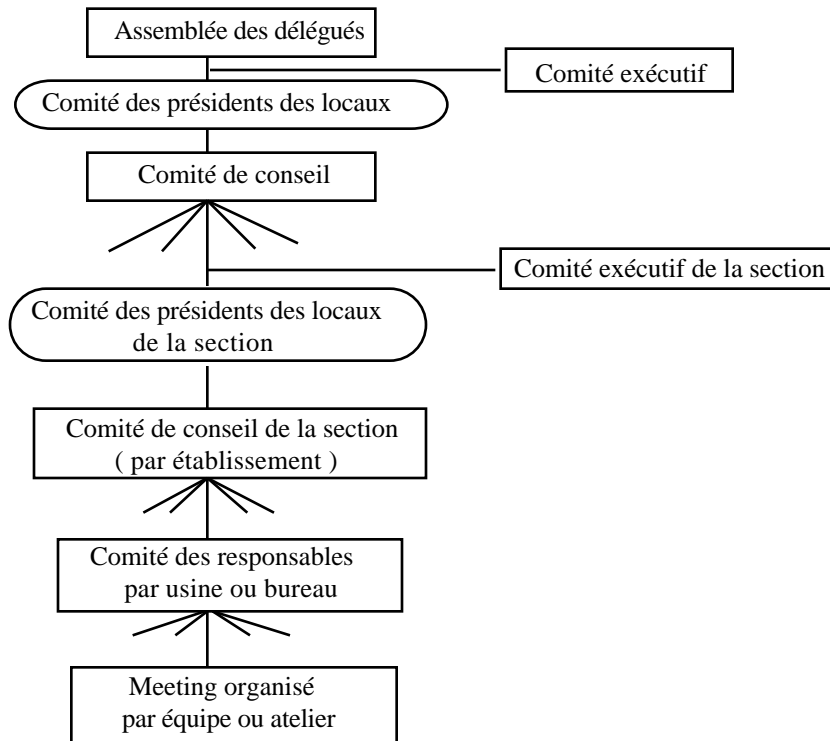 Assemblée des délégués
Comité exécutif
Comité des présidents des locaux
Comité de conseil
Comité exécutif de la section
Comité des présidents des locaux
de la section
Comité de conseil de la section
( par établissement )
Comité des responsables
par usine ou bureau
Meeting organisé
par équipe ou atelier